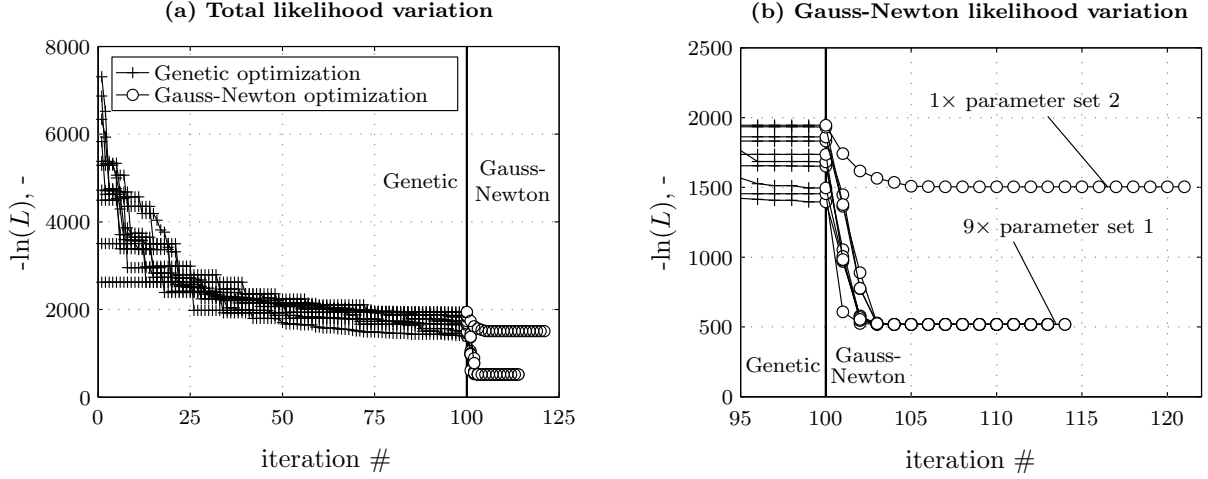 (a) Total likelihood variation
8000
6000
4000
2000
0
-ln(L), -
Genetic optimization
Gauss-Newton optimization
Genetic
Gauss-
Newton
0 25 50 75 100 125
iteration #
(b) Gauss-Newton likelihood variation
2500
2000
1500
1000
500
0
-ln(L), -
1× parameter set 2
9× parameter set 1
Genetic
Gauss-
Newton
95 100 105 110 115 120
iteration #